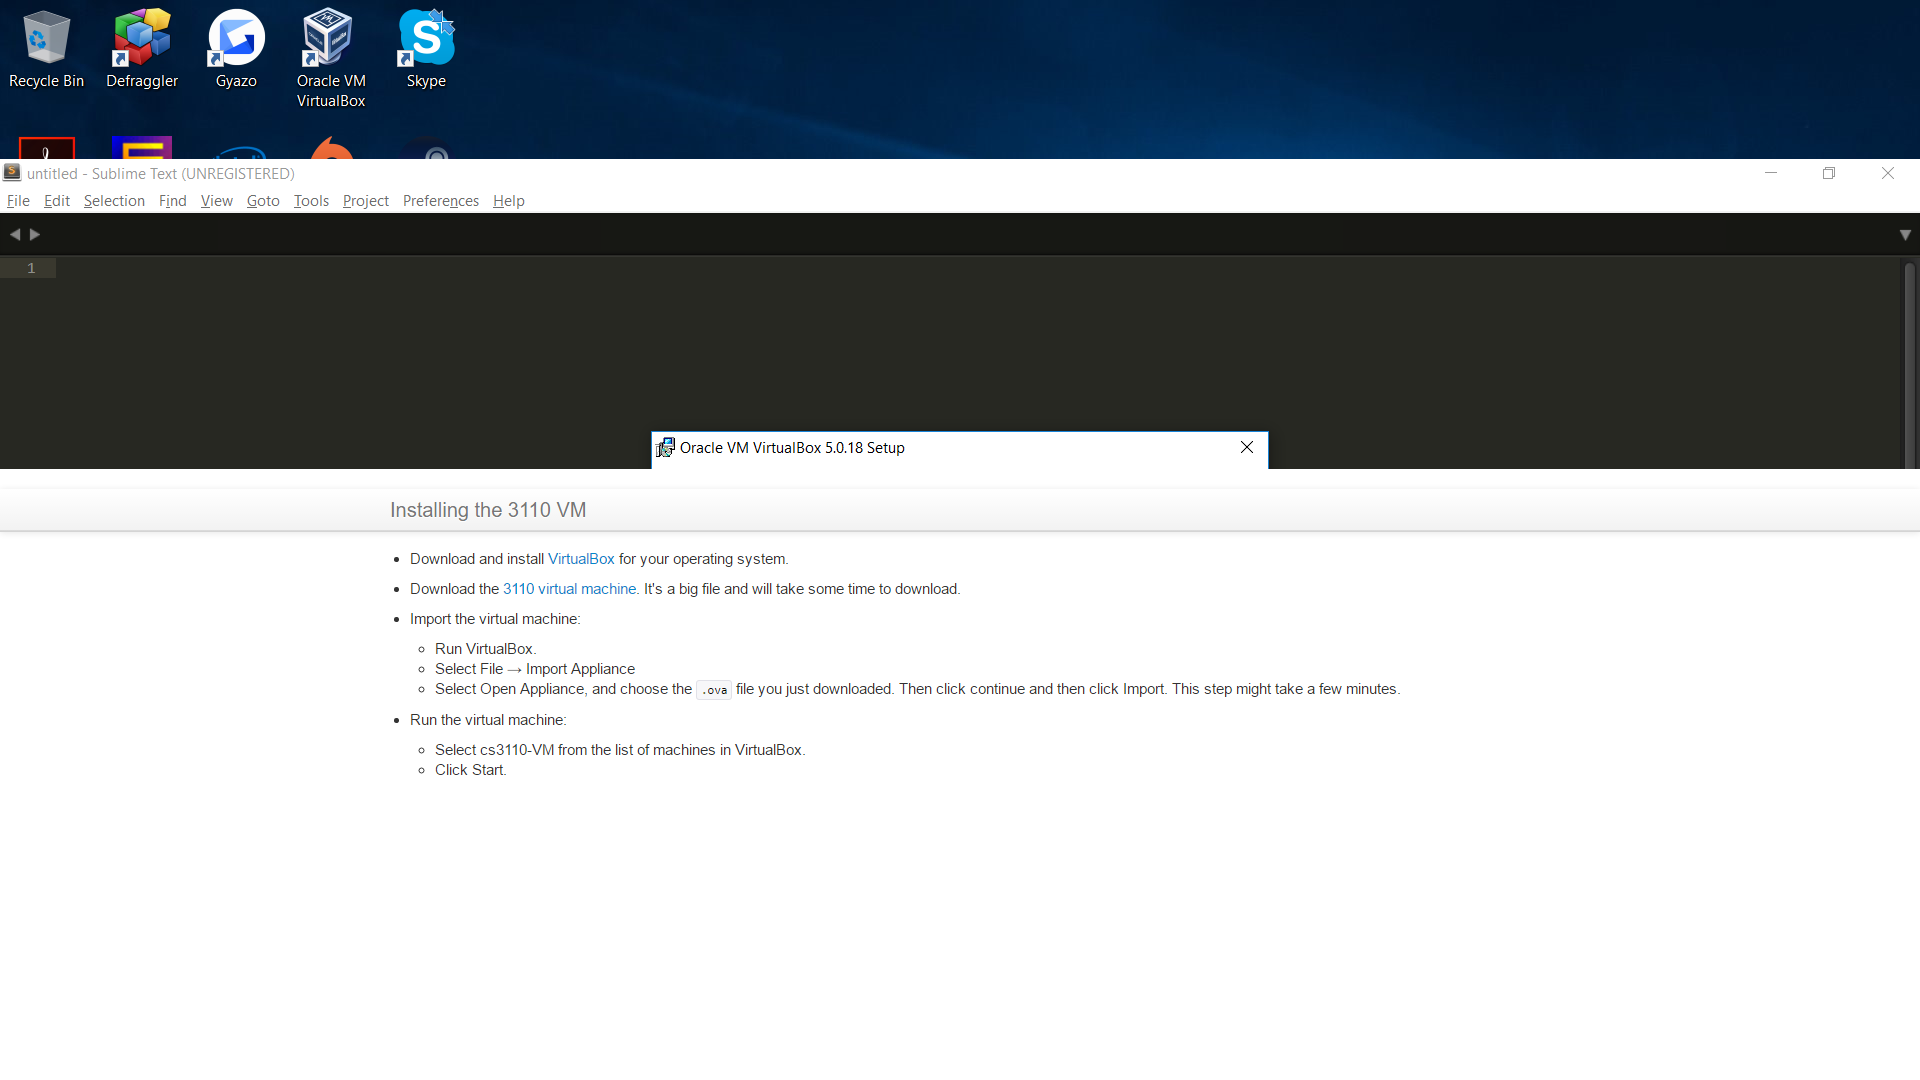 Recycle Bin
Defraggler
Gyazo
Oracle VM
VirtualBox
Skype
untitled - Sublime Text (UNREGISTERED)
File Edit Selection Find View Goto Tools Project Preferences Help
1
Oracle VM VirtualBox 5.0.18 Setup
Installing the 3110 VM
Download and install VirtualBox for your operating system.
Download the 3110 virtual machine. It's a big file and will take some time to download.
Import the virtual machine:
Run VirtualBox.
Select File → Import Appliance
Select Open Appliance, and choose the .ova file you just downloaded. Then click continue and then click Import. This step might take a few minutes.
Run the virtual machine:
Select cs3110-VM from the list of machines in VirtualBox.
Click Start.